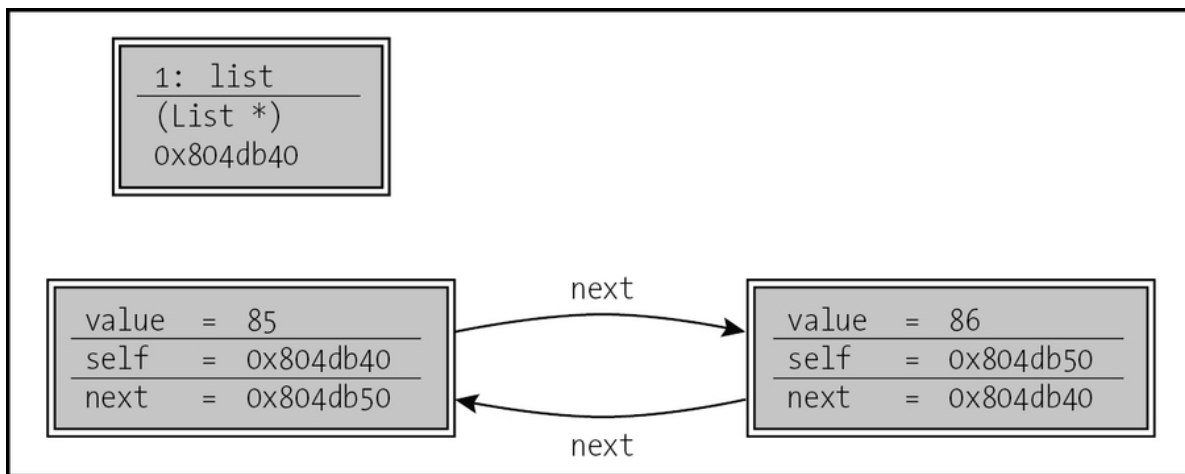 1: list
(List *)
0x804db40
next
value = 85
self = 0x804db40
next = 0x804db50
value = 86
self = 0x804db50
next = 0x804db40
next